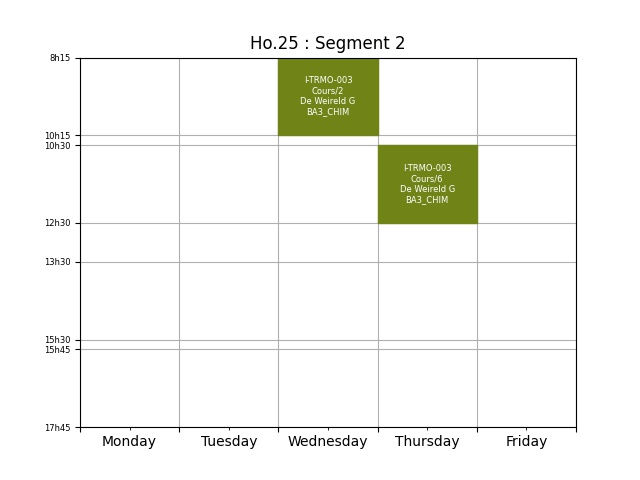 Ho.25 : Segment 2
8h15
I-TRMO-003
Cours/2
De Weireld G
BA3_CHIM
10h15
10h30
I-TRMO-003
Cours/6
De Weireld G
BA3_CHIM
12h30
13h30
15h30
15h45
17h45
Monday Tuesday Wednesday Thursday Friday